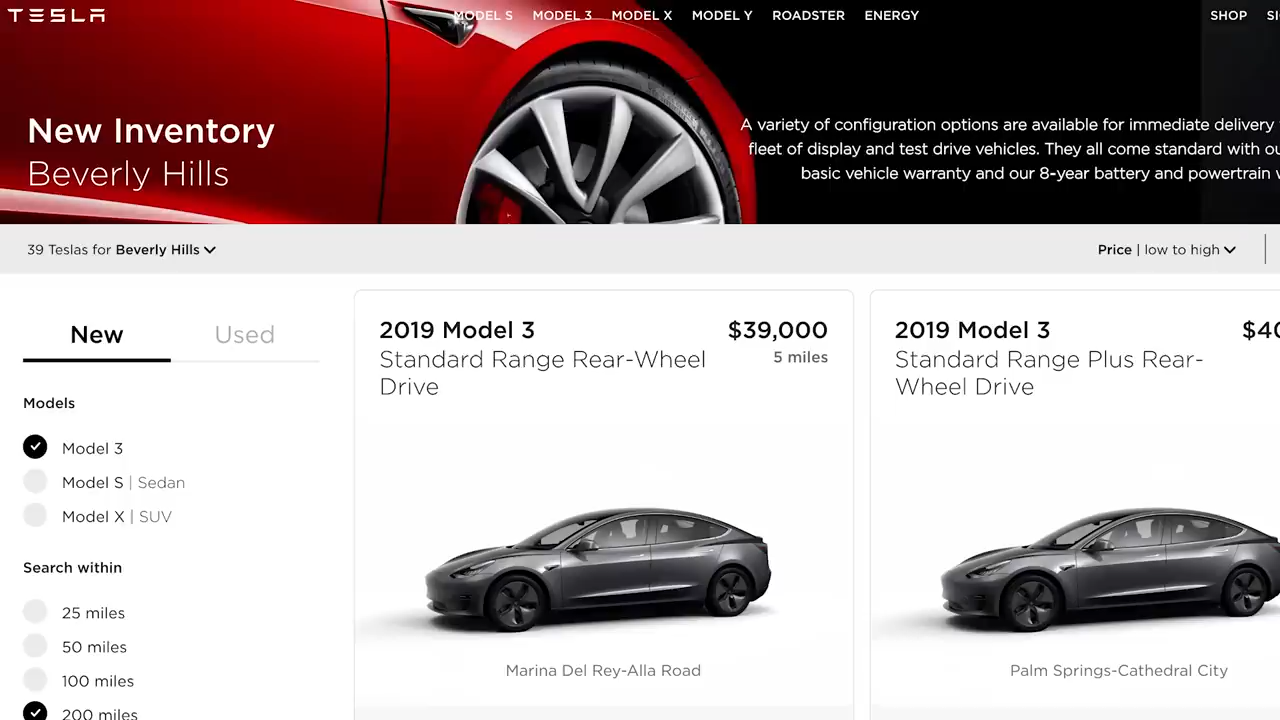 TESLA
MODEL S MODEL 3 MODEL X MODEL Y ROADSTER ENERGY SHOP
New Inventory
Beverly Hills
A variety of configuration options are available for immediate delivery
fleet of display and test drive vehicles. They all come standard with
basic vehicle warranty and our 8-year battery and powertrain
39 Teslas for Beverly Hills
Price | low to high
New Used
Models
Model 3
Model S | Sedan
Model X | SUV
Search within
25 miles
50 miles
100 miles
200 miles
2019 Model 3 $39,000
Standard Range Rear-Wheel 5 miles
Drive
Marina Del Rey-Alla Road
2019 Model 3
Standard Range Plus Rear-
Wheel Drive
Palm Springs-Cathedral City